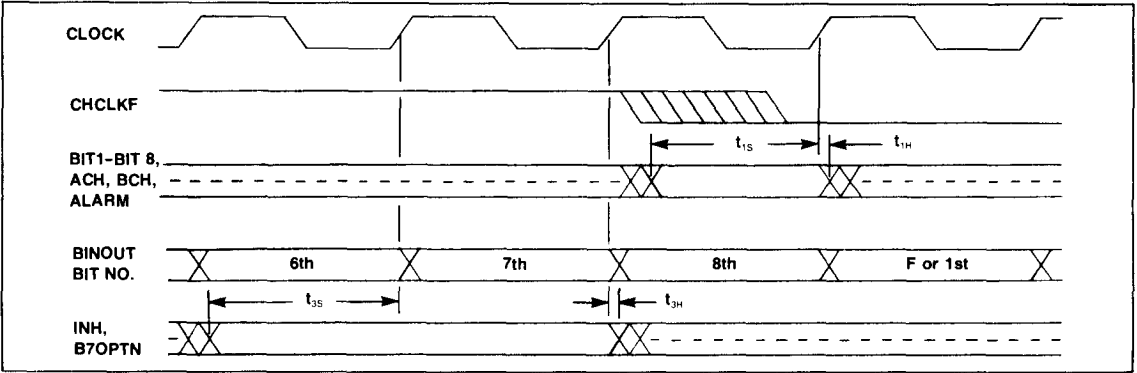 CLOCK
CHCLKF
t1S
t1H
BIT1-BIT 8,
ACH, BCH,
ALARM
BINOUT
BIT NO.
6th
7th
8th
F or 1st
t3S
t3H
INH,
B7OPTN